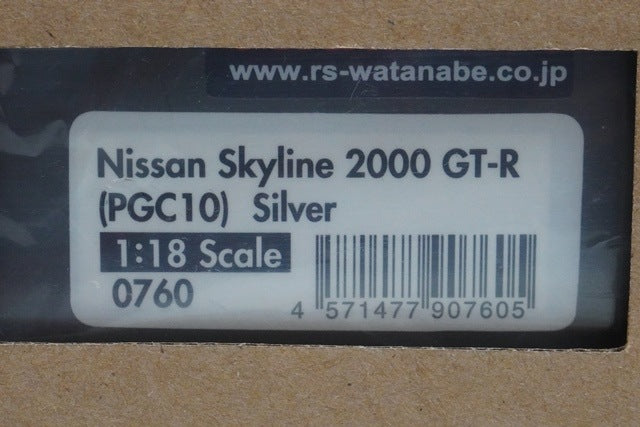 www.rs-watanabe.co.jp
Nissan Skyline 2000 GT-R
(PGC10) Silver
1:18 Scale
0760
4 571477 907605